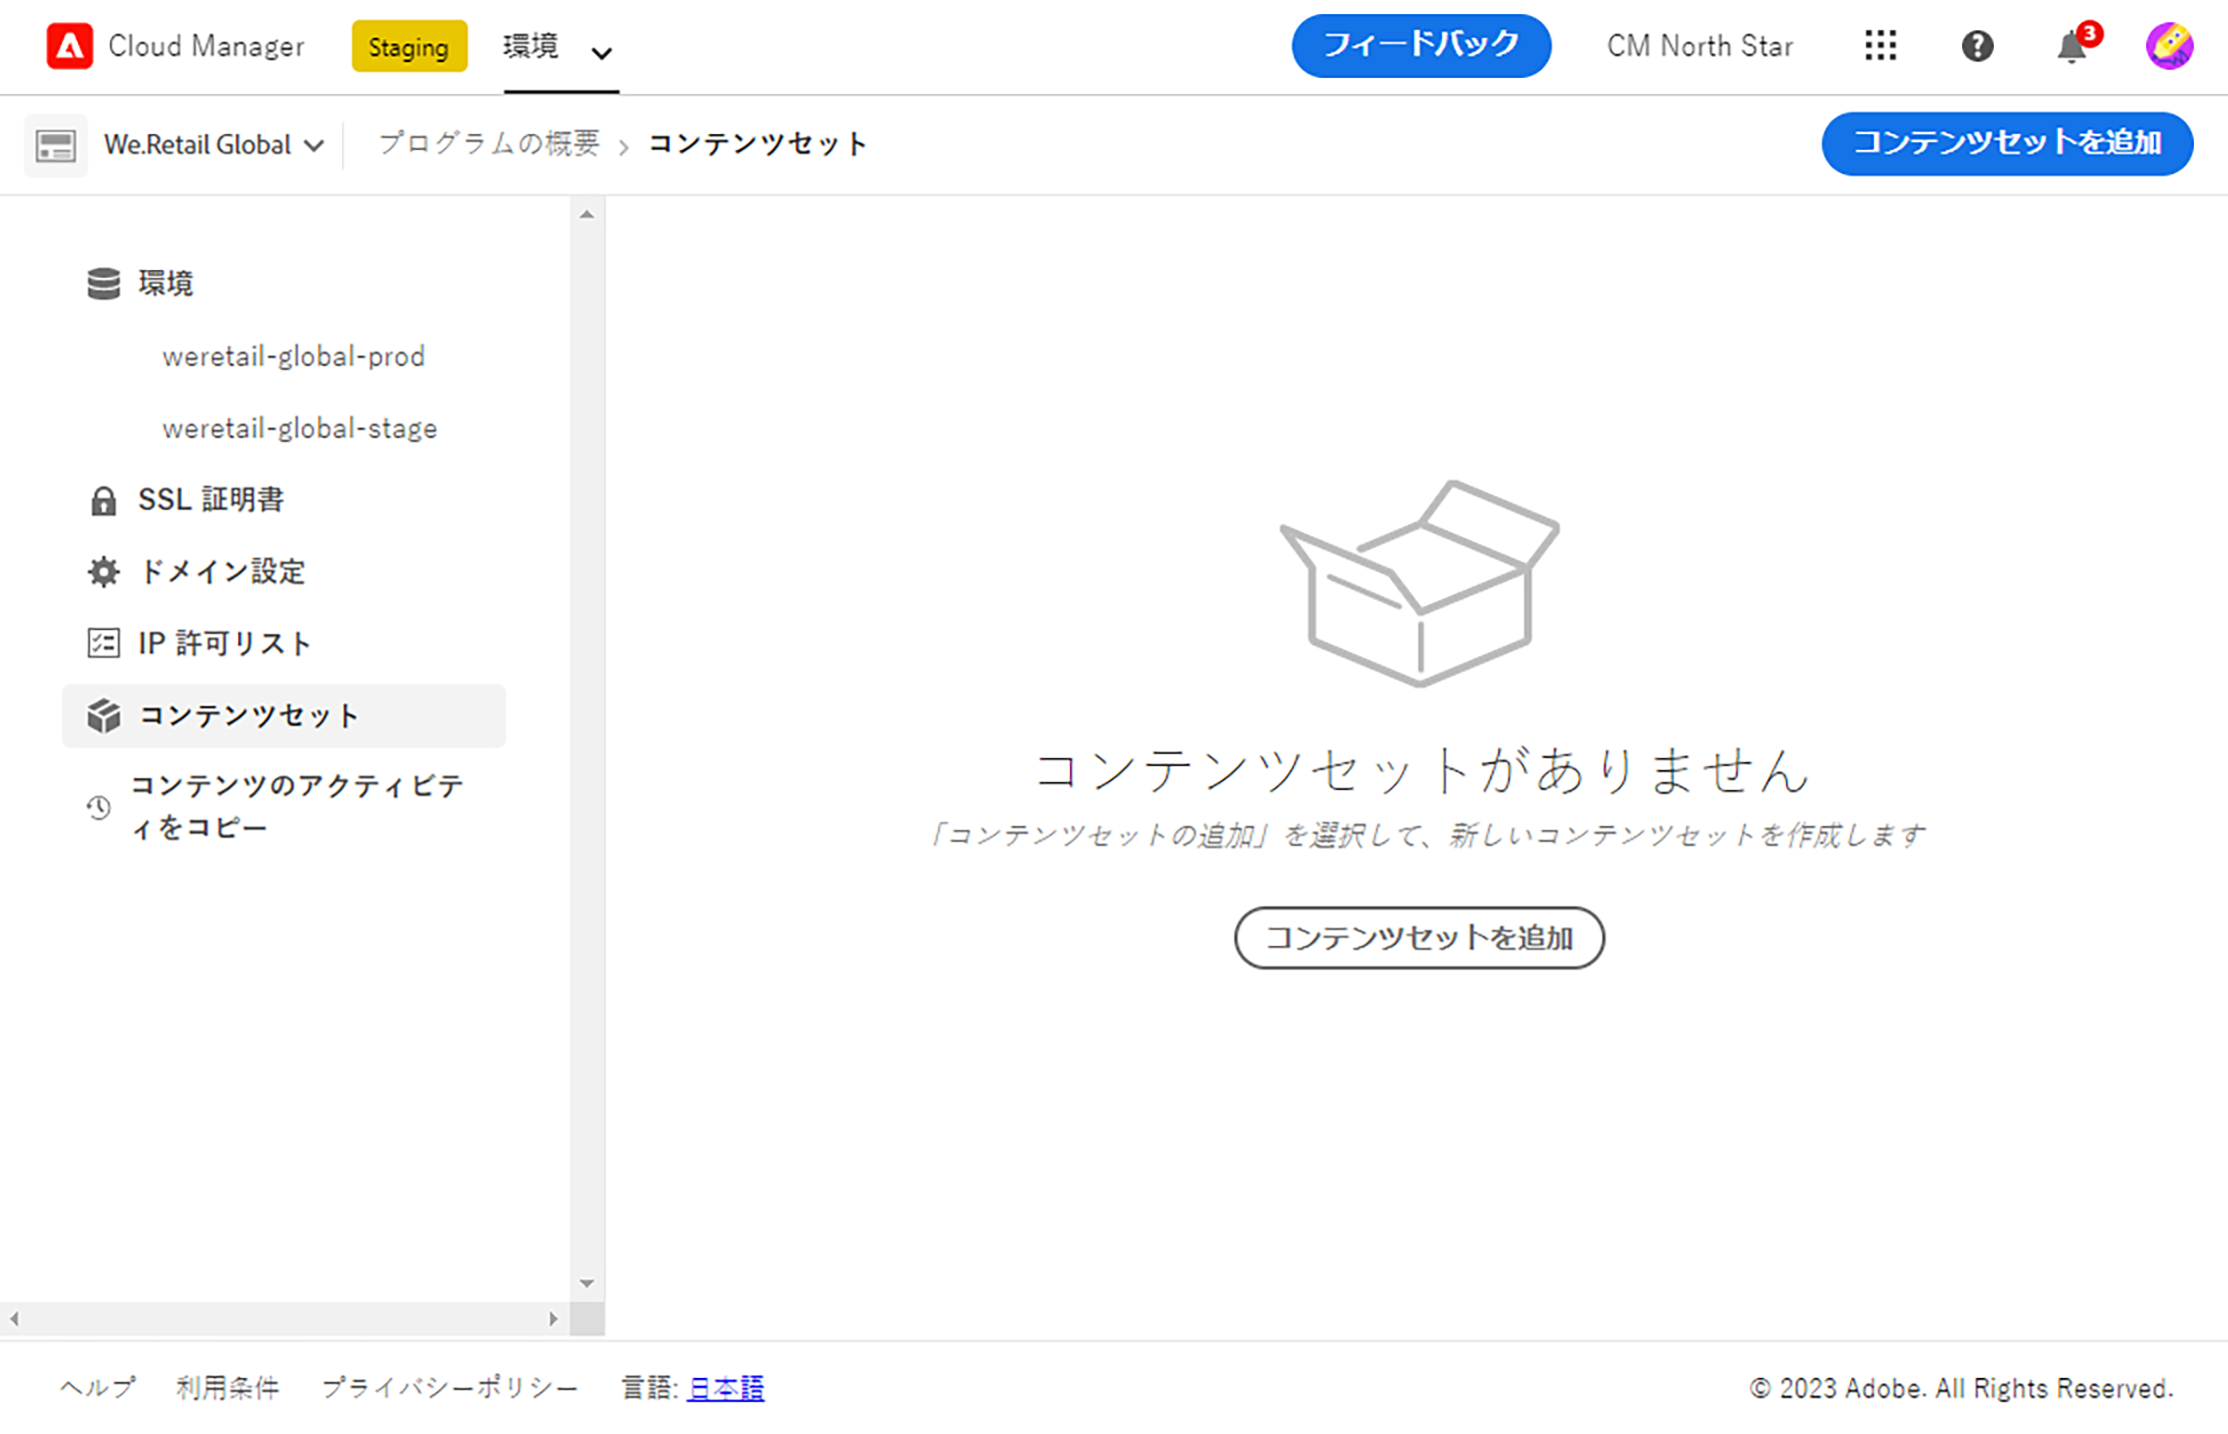 Cloud Manager Staging 環境 フィードバック CM North Star 3
We.Retail Global プログラムの概要 › コンテンツセット コンテンツセットを追加
環境
weretail-global-prod
weretail-global-stage
SSL 証明書
ドメイン設定
IP 許可リスト
コンテンツセット
コンテンツのアクティビテ
ィをコピー
コンテンツセットがありません
「コンテンツセットの追加」を選択して、新しいコンテンツセットを作成します
コンテンツセットを追加
ヘルプ 利用条件 プライバシーポリシー 言語: 日本語 © 2023 Adobe. All Rights Reserved.